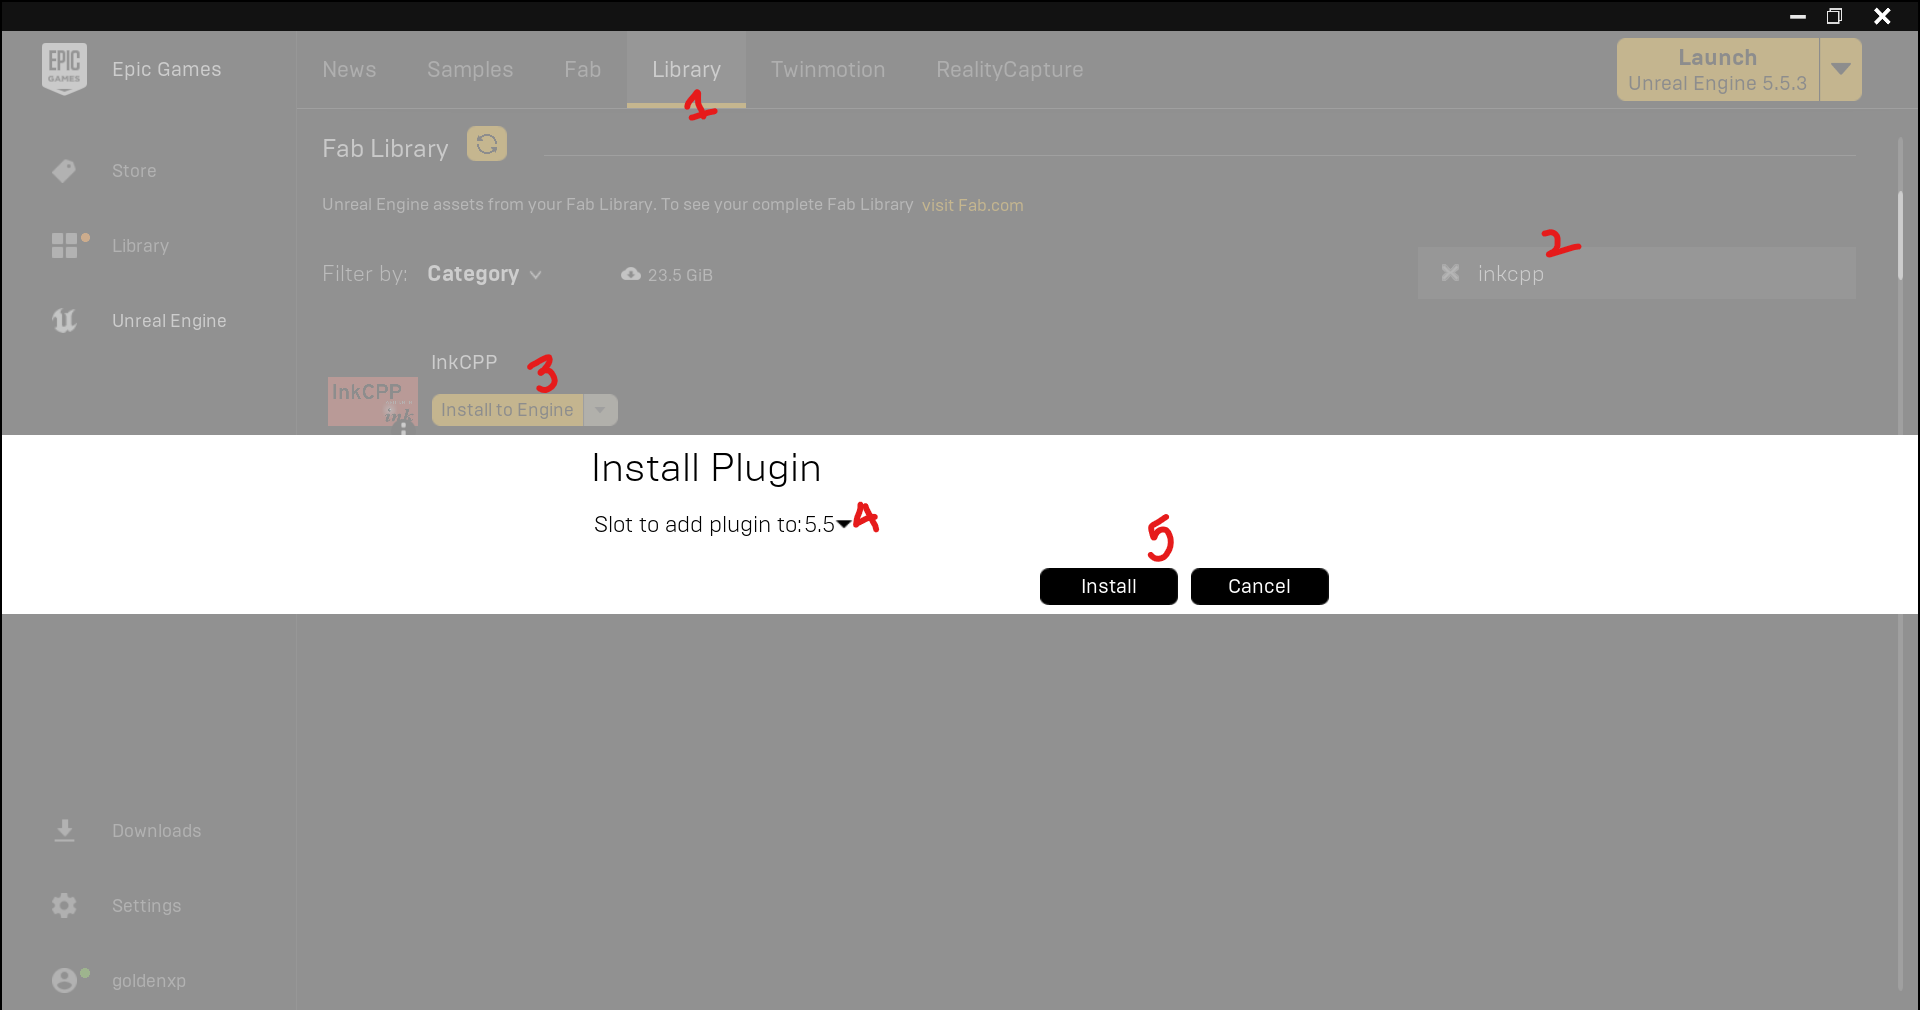 EPIC
GAMES
Epic Games
News
Samples
Fab
Library
Twinmotion
RealityCapture
Launch
Unreal Engine 5.5.3
1
Store
Library
Unreal Engine
Fab Library
Unreal Engine assets from your Fab Library. To see your complete Fab Library visit Fab.com
2
Filter by: Category
23.5 GiB
inkcpp
InkCPP
3
InkCPP
ink
Install to Engine
Install Plugin
Slot to add plugin to: 5.5
4
5
Install
Cancel
Downloads
Settings
goldenxp